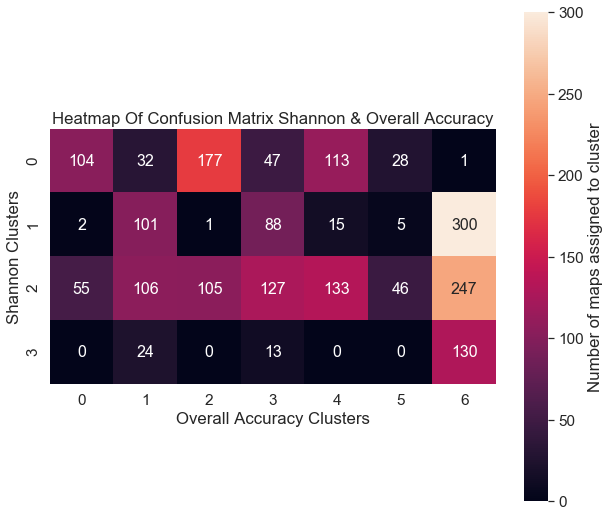 Heatmap Of Confusion Matrix Shannon & Overall Accuracy
Shannon Clusters
0 104 32 177 47 113 28 1
1 2 101 1 88 15 5 300
2 55 106 105 127 133 46 247
3 0 24 0 13 0 0 130
0 1 2 3 4 5 6
Overall Accuracy Clusters
300
250
200
150
100
50
0
Number of maps assigned to cluster